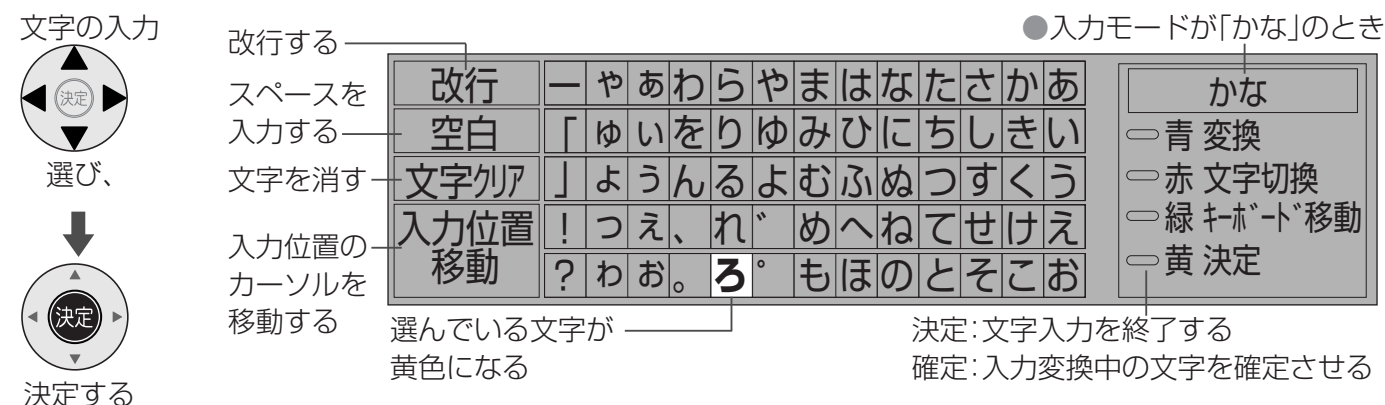 文字の入力
決定
選び、
決定
決定する
改行する
スペースを
入力する
文字を消す
入力位置の
カーソルを
移動する
●入力モードが「かな」のとき
改行 ー ゃ ぁ わ ら や ま は な た さ か あ
空白 「 ゅ ぃ を り ゆ み ひ に ち し き い
文字クリア 」 ょ ぅ ん る よ む ふ ぬ つ す く う
入力位置 ! っ ぇ 、 れ ゛ め へ ね て せ け え
移動 ? ゎ ぉ 。 ろ ゜ も ほ の と そ こ お
かな
青 変換
赤 文字切換
緑  キーボード移動
黄 決定
選んでいる文字が
黄色になる
決定:文字入力を終了する
確定:入力変換中の文字を確定させる